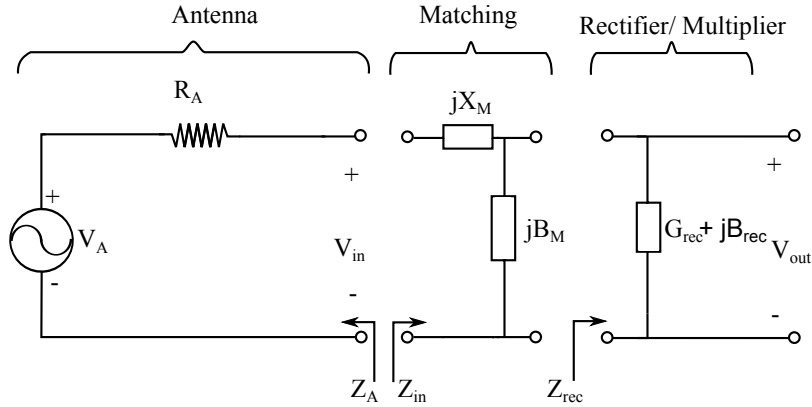 Antenna
Matching
Rectifier/ Multiplier
R_A
jX_M
+
+
+
V_A
V_in
jB_M
G_rec + jB_rec
V_out
-
-
-
Z_A
Z_in
Z_rec